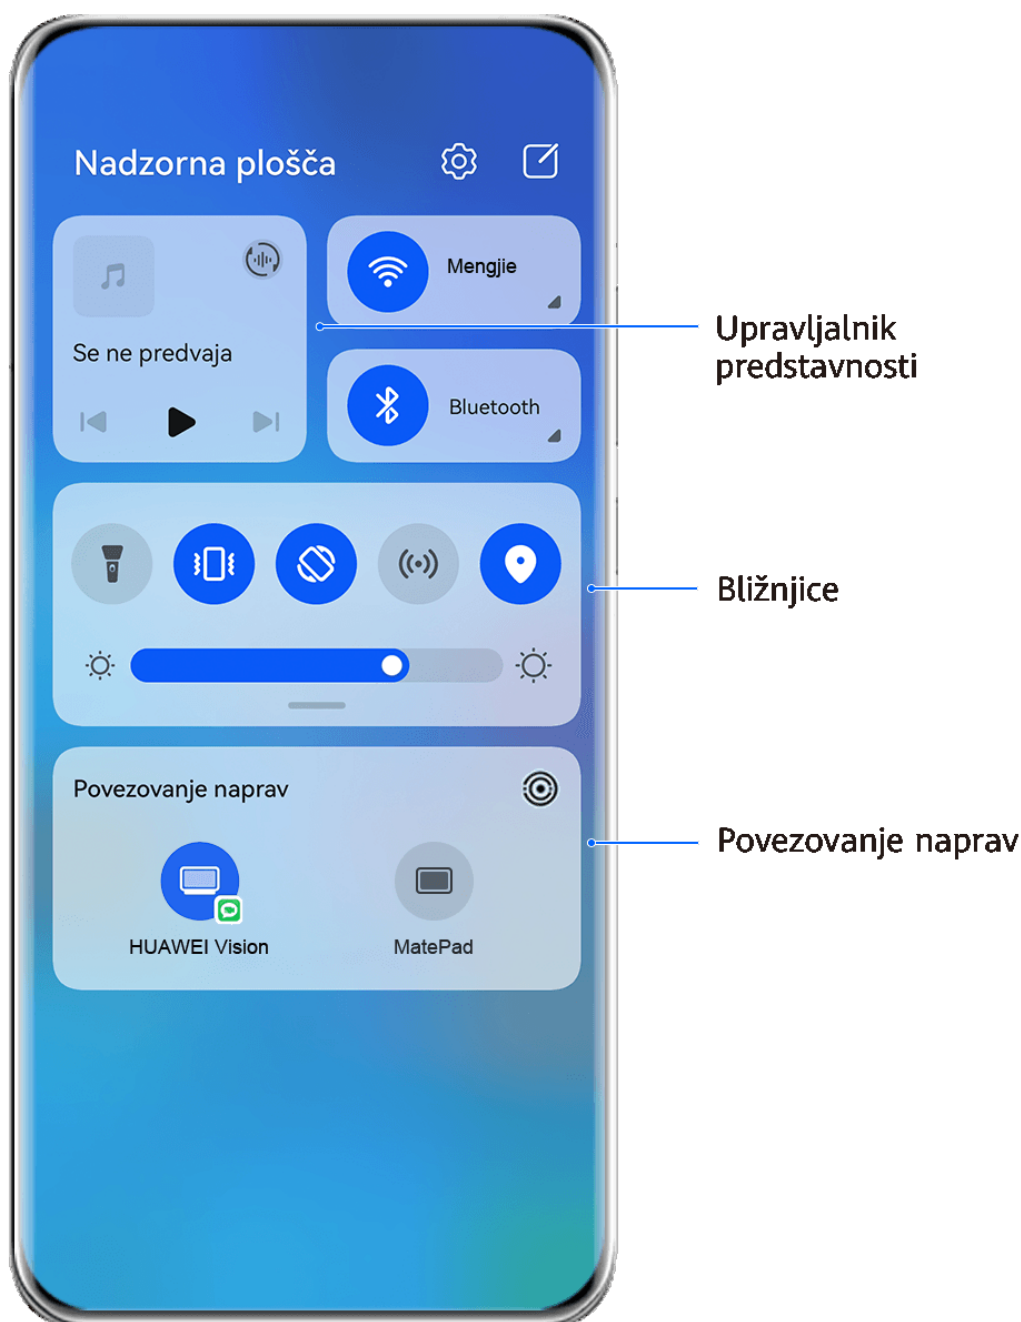 Nadzorna plošča
Mengjie
Se ne predvaja
Bluetooth
Povezovanje naprav
HUAWEI Vision
MatePad
Upravljalnik
predstavnosti
Bližnjice
Povezovanje naprav